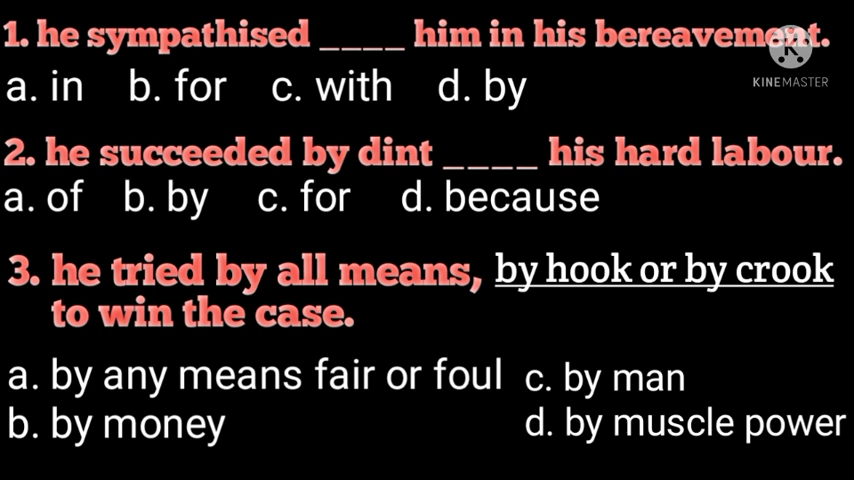 1. he sympathised ____ him in his bereavement.
KINEMASTER
a. in b. for c. with d. by
2. he succeeded by dint ____ his hard labour.
a. of b. by c. for d. because
3. he tried by all means, by hook or by crook
to win the case.
a. by any means fair or foul c. by man
b. by money d. by muscle power